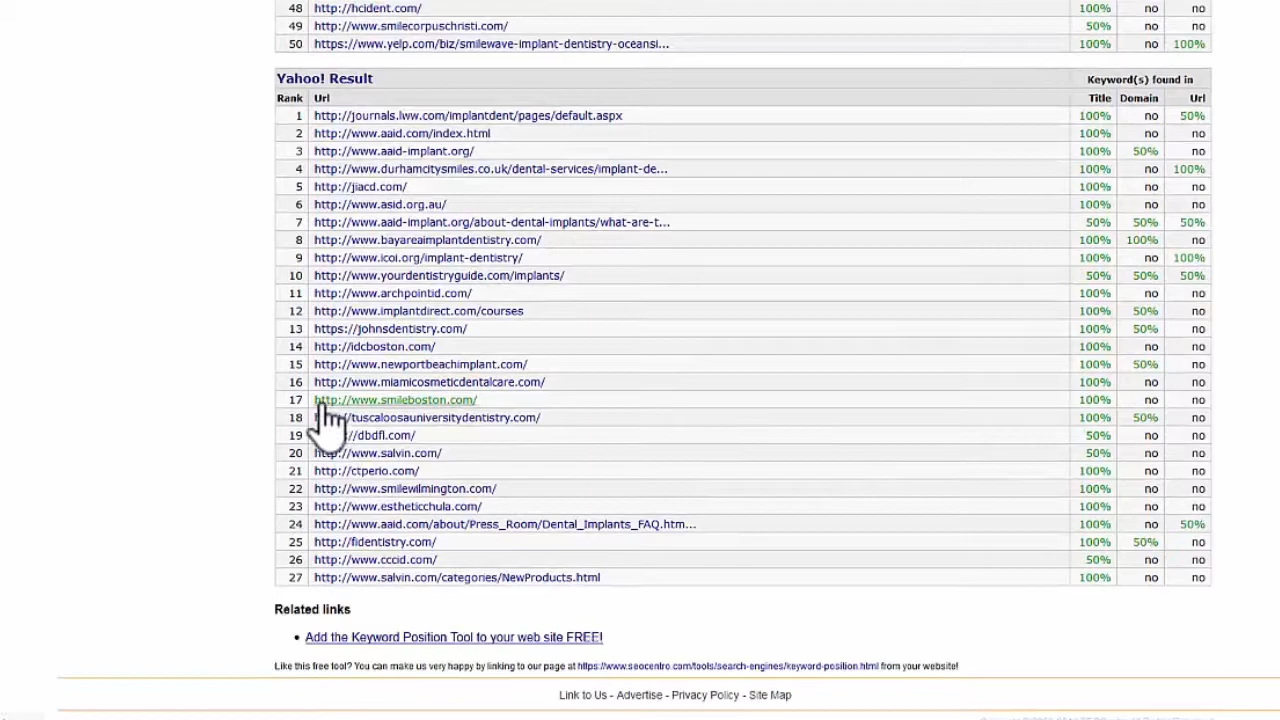 48 http://hcident.com/ 100% no no
49 http://www.smilecorpuschristi.com/ 50% no no
50 https://www.yelp.com/biz/smilewave-implant-dentistry-oceansi... 100% no 100%
Yahoo! Result Keyword(s) found in
Rank Url Title Domain Url
1 http://journals.lww.com/implantdent/pages/default.aspx 100% no 50%
2 http://www.aaid.com/index.html 100% no no
3 http://www.aaid-implant.org/ 100% 50% no
4 http://www.durhamcitysmiles.co.uk/dental-services/implant-de... 100% no 100%
5 http://jiacd.com/ 100% no no
6 http://www.asid.org.au/ 100% no no
7 http://www.aaid-implant.org/about-dental-implants/what-are-t... 50% 50% 50%
8 http://www.bayareaimplantdentistry.com/ 100% 100% no
9 http://www.icoi.org/implant-dentistry/ 100% no 100%
10 http://www.yourdentistryguide.com/implants/ 50% 50% 50%
11 http://www.archpointid.com/ 100% no no
12 http://www.implantdirect.com/courses 100% 50% no
13 https://johnsdentistry.com/ 100% 50% no
14 http://idcboston.com/ 100% no no
15 http://www.newportbeachimplant.com/ 100% 50% no
16 http://www.miamicosmeticdentalcare.com/ 100% no no
17 http://www.smileboston.com/ 100% no no
18 /tuscaloosauniversitydentistry.com/ 100% 50% no
19 //dbdfl.com/ 50% no no
20 http://www.salvin.com/ 50% no no
21 http://ctperio.com/ 100% no no
22 http://www.smilewilmington.com/ 100% no no
23 http://www.estheticchula.com/ 100% no no
24 http://www.aaid.com/about/Press_Room/Dental_Implants_FAQ.htm... 100% no 50%
25 http://fidentistry.com/ 100% 50% no
26 http://www.cccid.com/ 50% no no
27 http://www.salvin.com/categories/NewProducts.html 100% no no
Related links
• Add the Keyword Position Tool to your web site FREE!
Like this free tool? You can make us very happy by linking to our page at https://www.seocentro.com/tools/search-engines/keyword-position.html from your website!
Link to Us - Advertise - Privacy Policy - Site Map